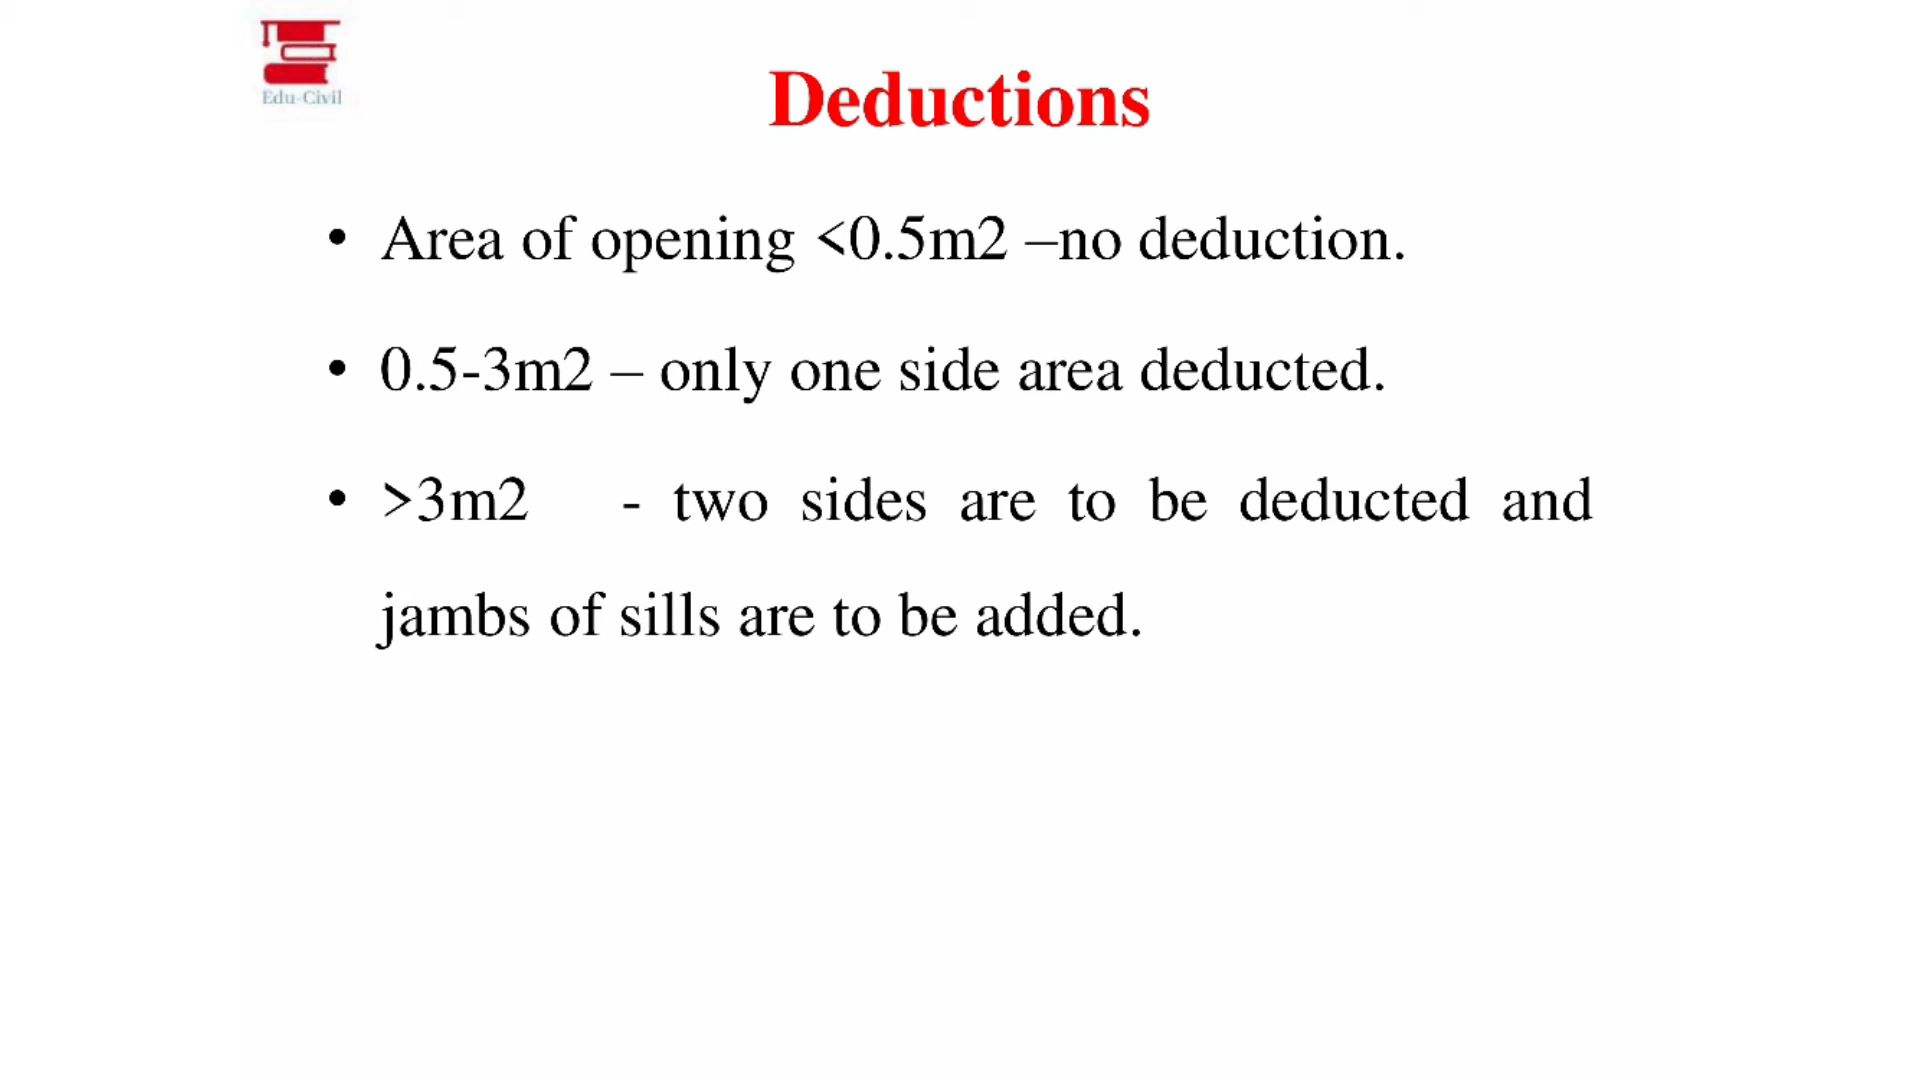 Edu-Civil
Deductions
• Area of opening <0.5m2 –no deduction.
• 0.5-3m2 – only one side area deducted.
• >3m2 - two sides are to be deducted and
jambs of sills are to be added.